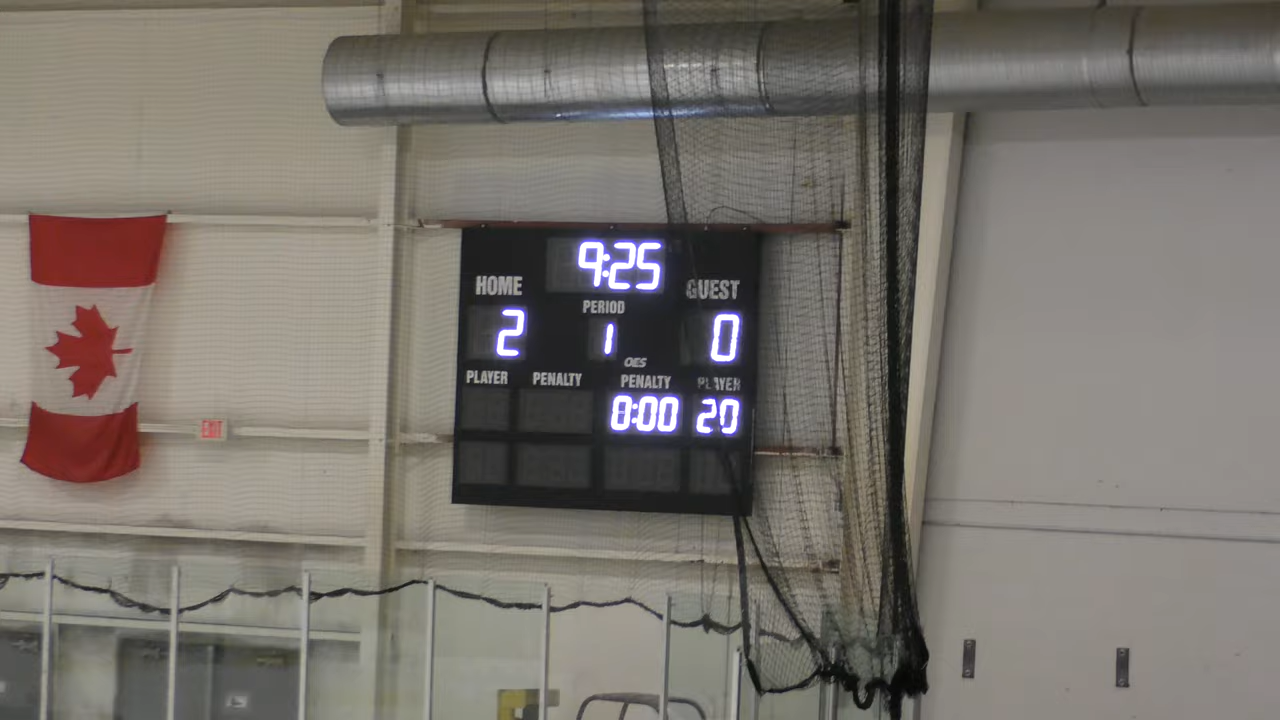 9:25
HOME GUEST
PERIOD
2 1 0
OES
PLAYER PENALTY PENALTY PLAYER
0:00 20
EXIT